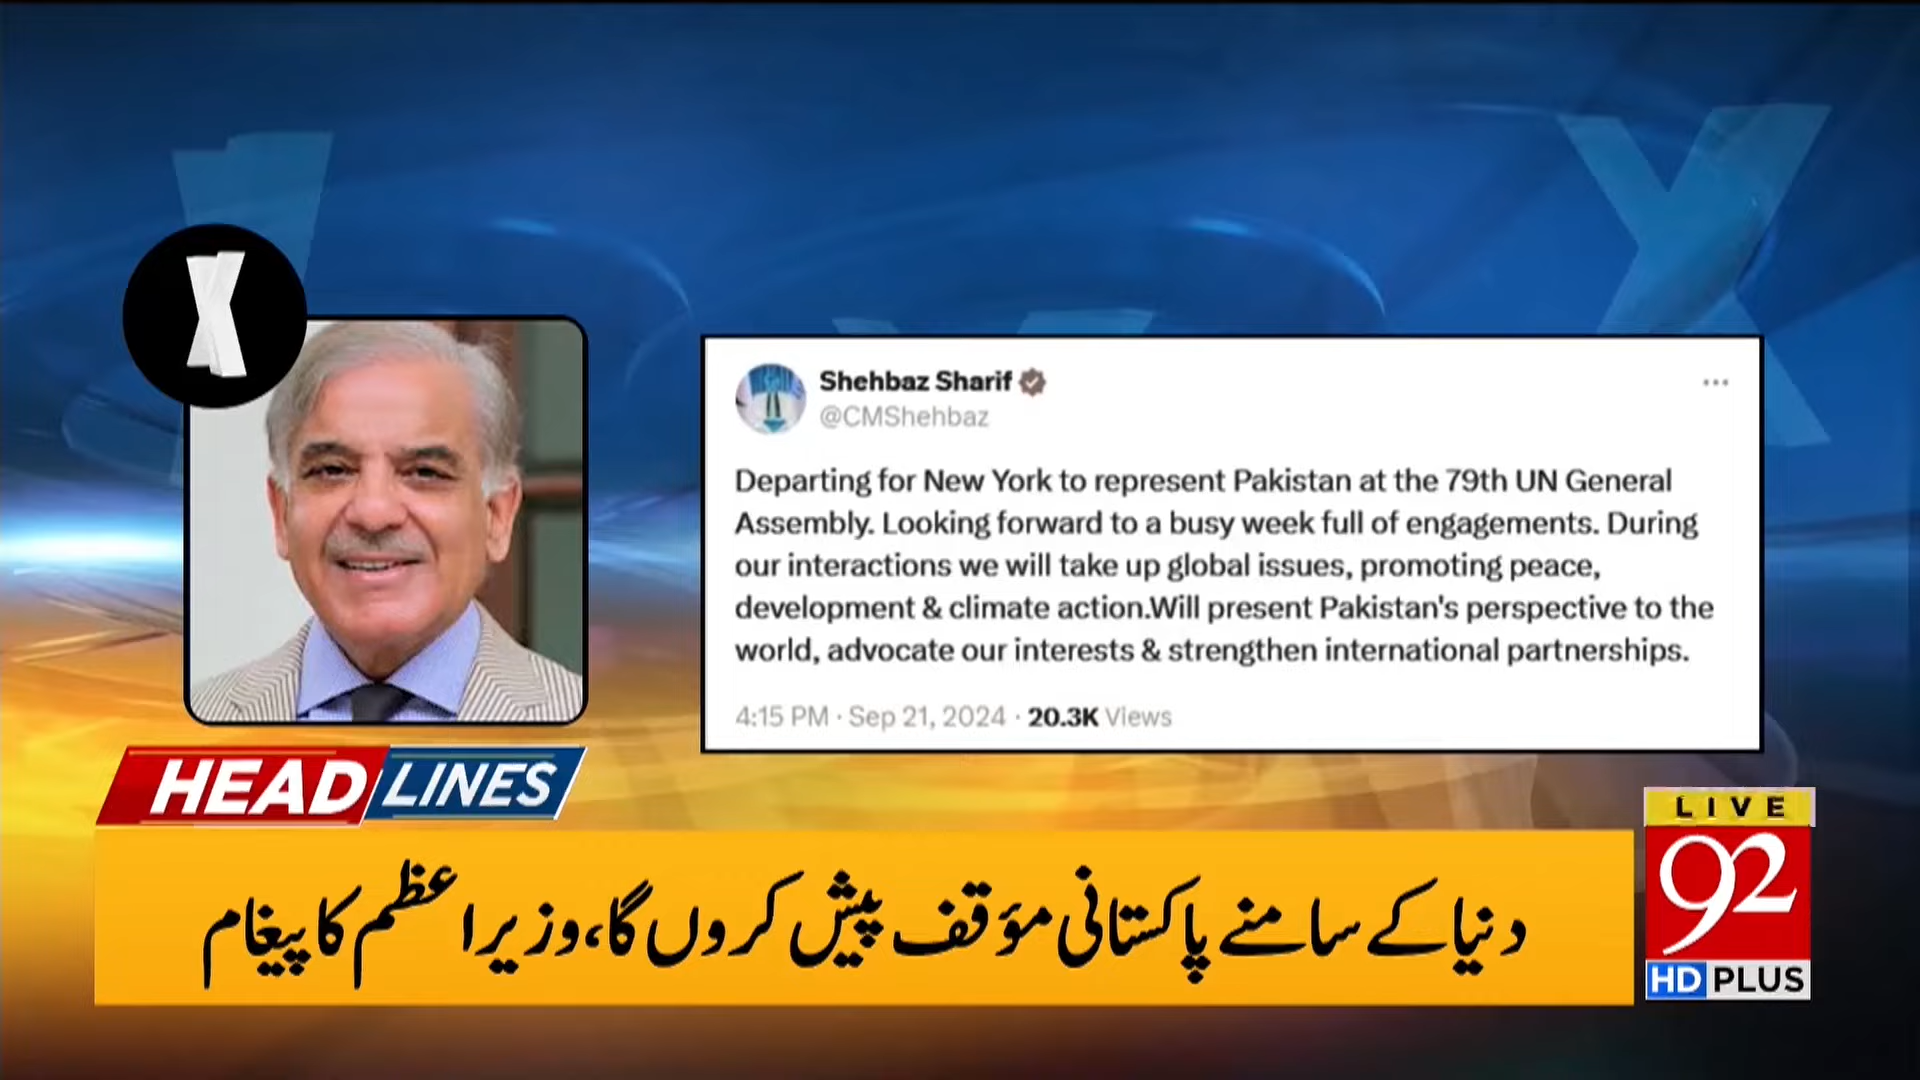 X
Shehbaz Sharif
@CMShehbaz
Departing for New York to represent Pakistan at the 79th UN General
Assembly. Looking forward to a busy week full of engagements. During
our interactions we will take up global issues, promoting peace,
development & climate action.Will present Pakistan's perspective to the
world, advocate our interests & strengthen international partnerships.
4:15 PM · Sep 21, 2024 · 20.3K Views
HEADLINES
دنیا کے سامنے پاکستانی مؤقف پیش کروں گا، وزیراعظم کا پیغام
LIVE
92
HD PLUS